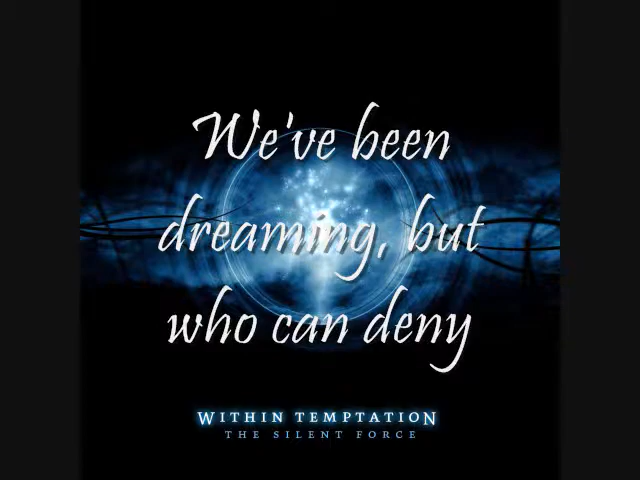 We've been
dreaming, but
who can deny
WITHIN TEMPTATION
THE SILENT FORCE